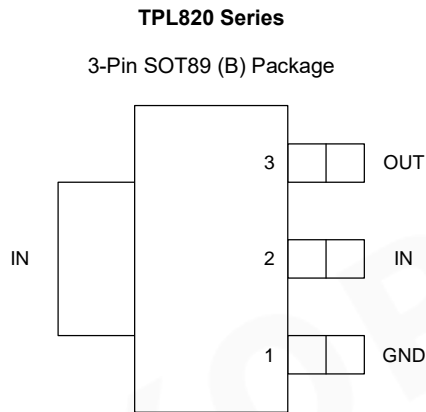 TPL820 Series
3-Pin SOT89 (B) Package
3 OUT
IN 2 IN
1 GND